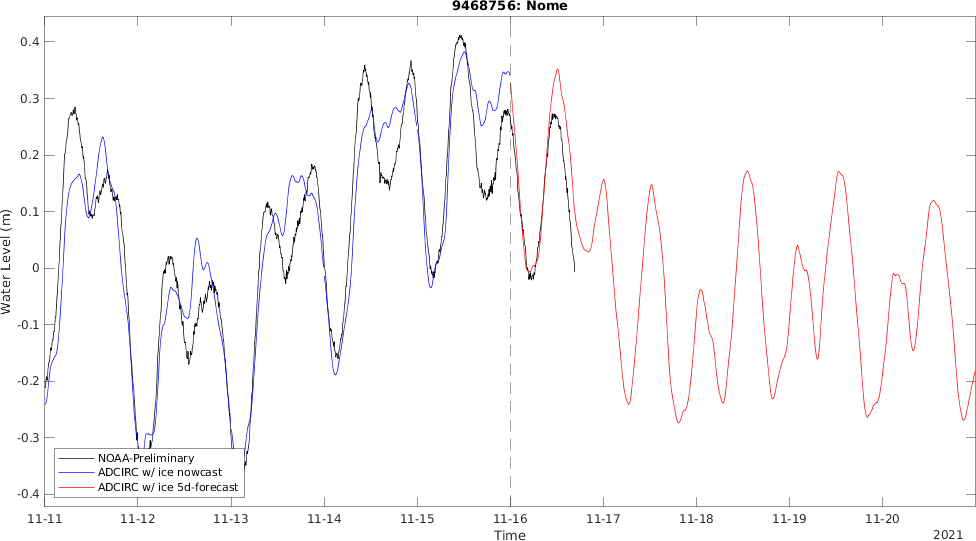 9468756: Nome
0.4
0.3
0.2
0.1
0
-0.1
-0.2
-0.3
-0.4
Water Level (m)
NOAA-Preliminary
ADCIRC w/ ice nowcast
ADCIRC w/ ice 5d-forecast
11-11 11-12 11-13 11-14 11-15 11-16 11-17 11-18 11-19 11-20
Time
2021